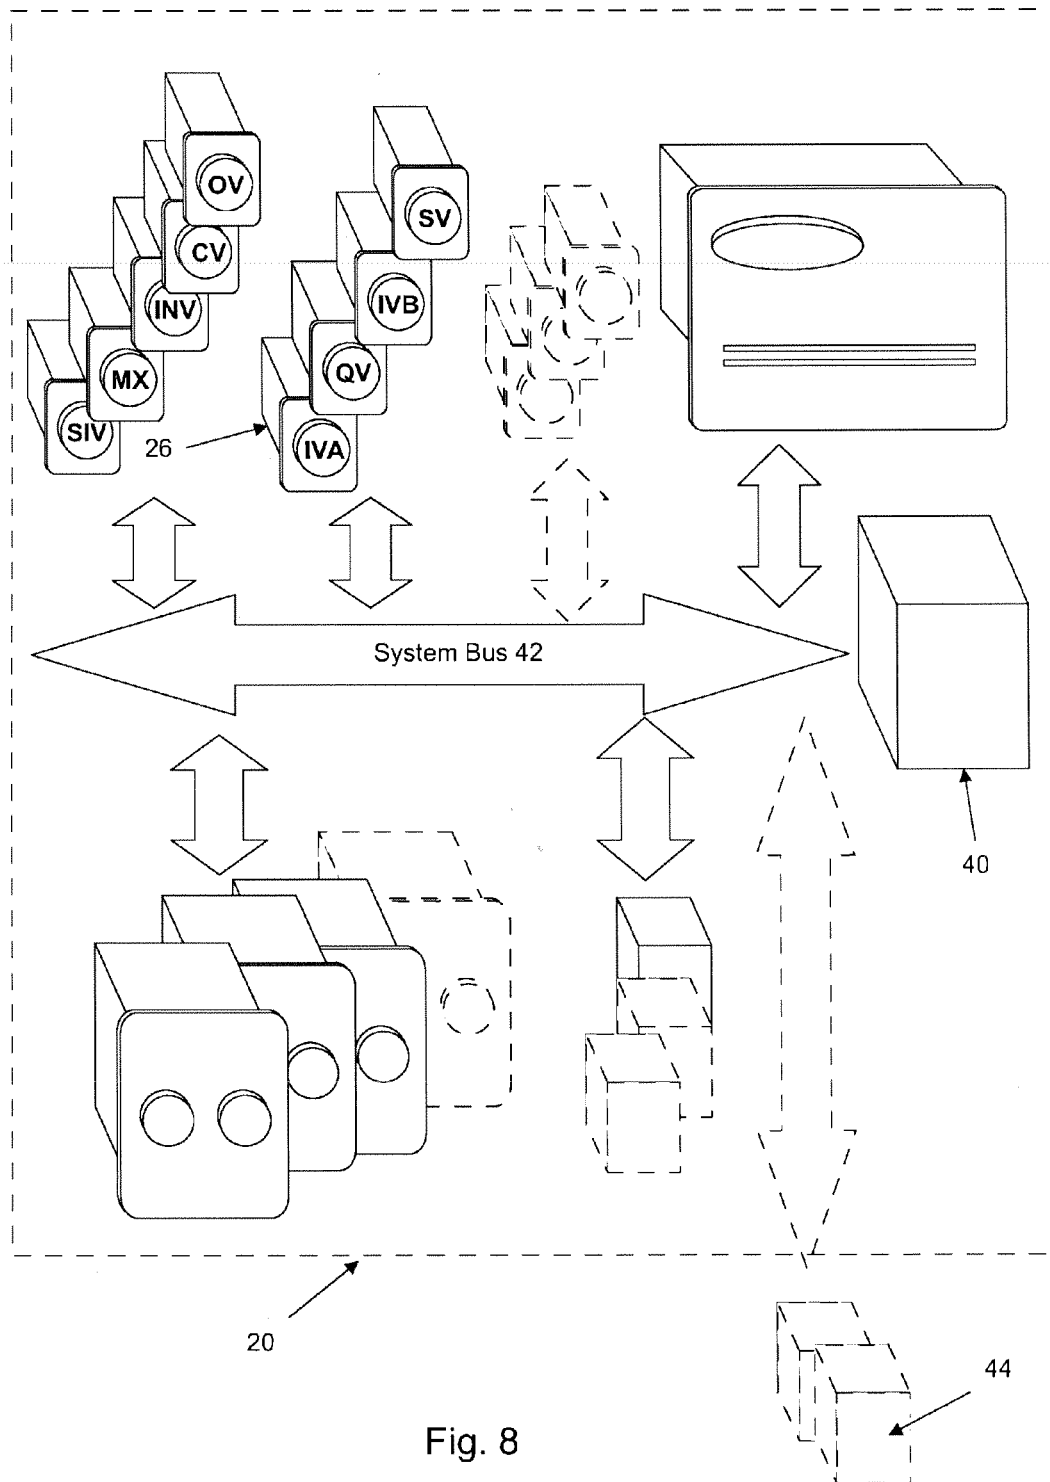 OV
CV
INV
MX
SIV
SV
IVB
QV
IVA
26
System Bus 42
40
20
44
Fig. 8